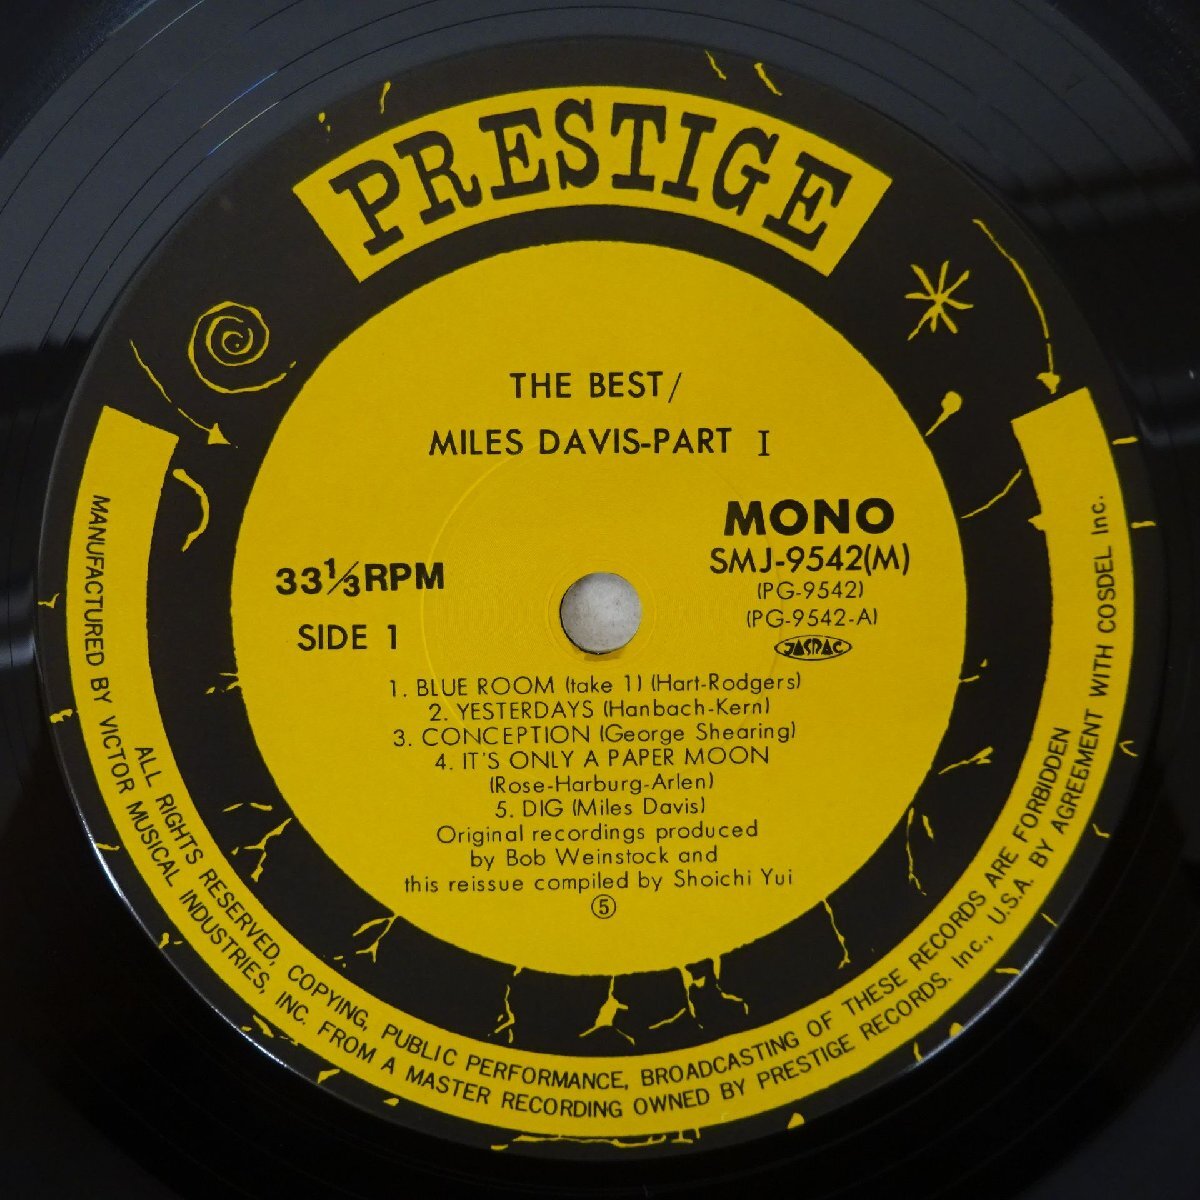 PRESTIGE
THE BEST/
MILES DAVIS-PART I
MONO
SMJ-9542(M)
(PG-9542)
(PG-9542-A)
JASRAC
33⅓RPM
SIDE 1
1. BLUE ROOM (take 1) (Hart-Rodgers)
2. YESTERDAYS (Hanbach-Kern)
3. CONCEPTION (George Shearing)
4. IT'S ONLY A PAPER MOON
(Rose-Harburg-Arlen)
5. DIG (Miles Davis)
Original recordings produced
by Bob Weinstock and
this reissue compiled by Shoichi Yui
⑤
ALL RIGHTS RESERVED, COPYING, PUBLIC PERFORMANCE, BROADCASTING OF THESE RECORDS ARE FORBIDDEN
MANUFACTURED BY VICTOR MUSICAL INDUSTRIES, INC. FROM A MASTER RECORDING OWNED BY PRESTIGE RECORDS. Inc., U.S.A. BY AGREEMENT WITH COSDEL Inc.